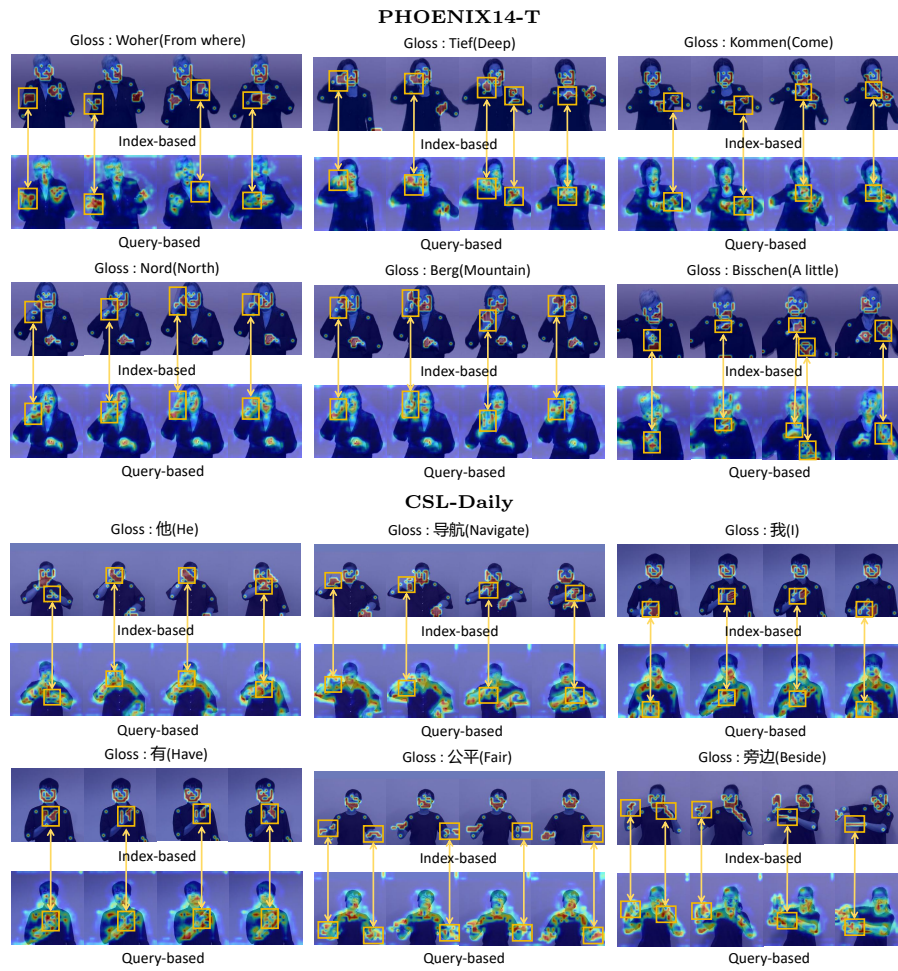 PHOENIX14-T
Gloss : Woher(From where)
Gloss : Tief(Deep)
Gloss : Kommen(Come)
Index-based
Index-based
Index-based
Query-based
Query-based
Query-based
Gloss : Nord(North)
Gloss : Berg(Mountain)
Gloss : Bisschen(A little)
Index-based
Index-based
Index-based
Query-based
Query-based
Query-based
CSL-Daily
Gloss : 他(He)
Gloss : 导航(Navigate)
Gloss : 我(I)
Index-based
Index-based
Index-based
Query-based
Query-based
Query-based
Gloss : 有(Have)
Gloss : 公平(Fair)
Gloss : 旁边(Beside)
Index-based
Index-based
Index-based
Query-based
Query-based
Query-based